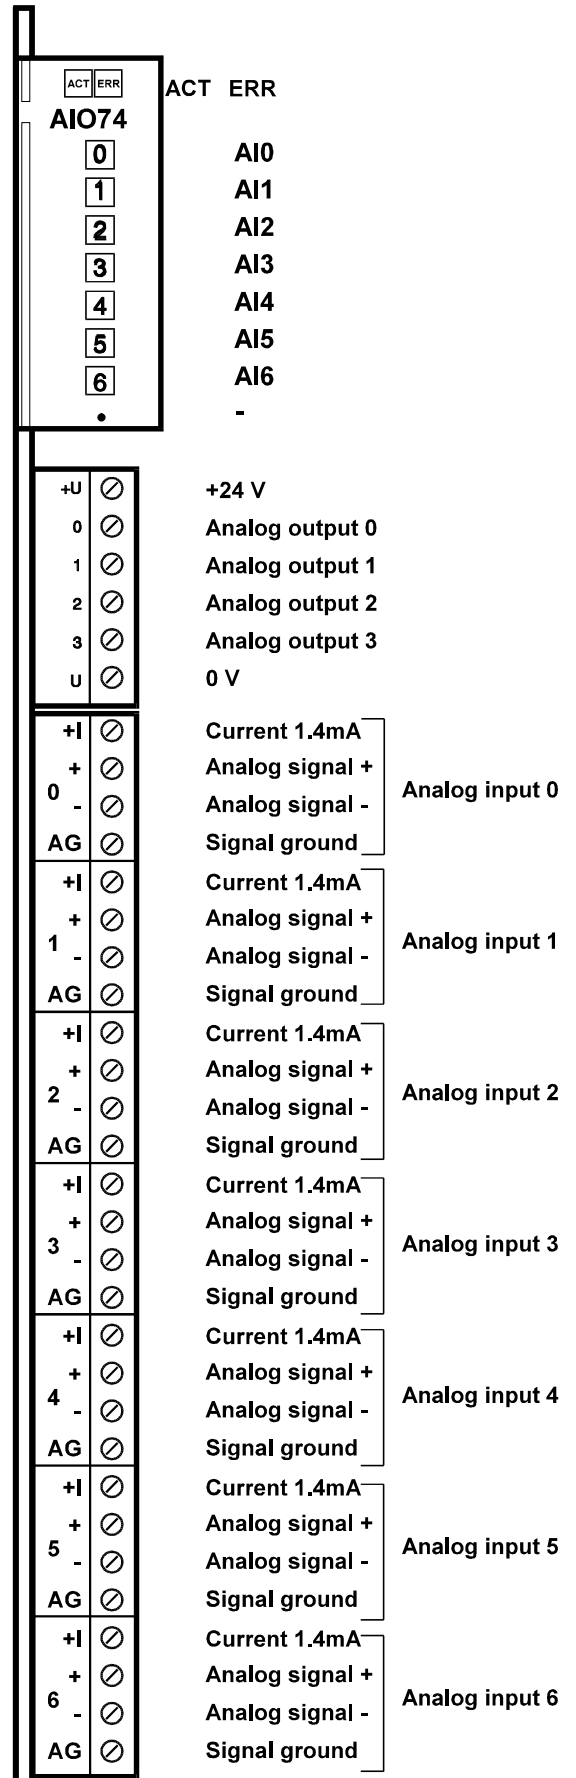 ACT ERR ACT ERR
AIO74
0 AI0
1 AI1
2 AI2
3 AI3
4 AI4
5 AI5
6 AI6
• -
+U +24 V
0 Analog output 0
1 Analog output 1
2 Analog output 2
3 Analog output 3
U 0 V
+I Current 1.4mA
+ Analog signal +
0 Analog input 0
- Analog signal -
AG Signal ground
+I Current 1.4mA
+ Analog signal +
1 Analog input 1
- Analog signal -
AG Signal ground
+I Current 1.4mA
+ Analog signal +
2 Analog input 2
- Analog signal -
AG Signal ground
+I Current 1.4mA
+ Analog signal +
3 Analog input 3
- Analog signal -
AG Signal ground
+I Current 1.4mA
+ Analog signal +
4 Analog input 4
- Analog signal -
AG Signal ground
+I Current 1.4mA
+ Analog signal +
5 Analog input 5
- Analog signal -
AG Signal ground
+I Current 1.4mA
+ Analog signal +
6 Analog input 6
- Analog signal -
AG Signal ground